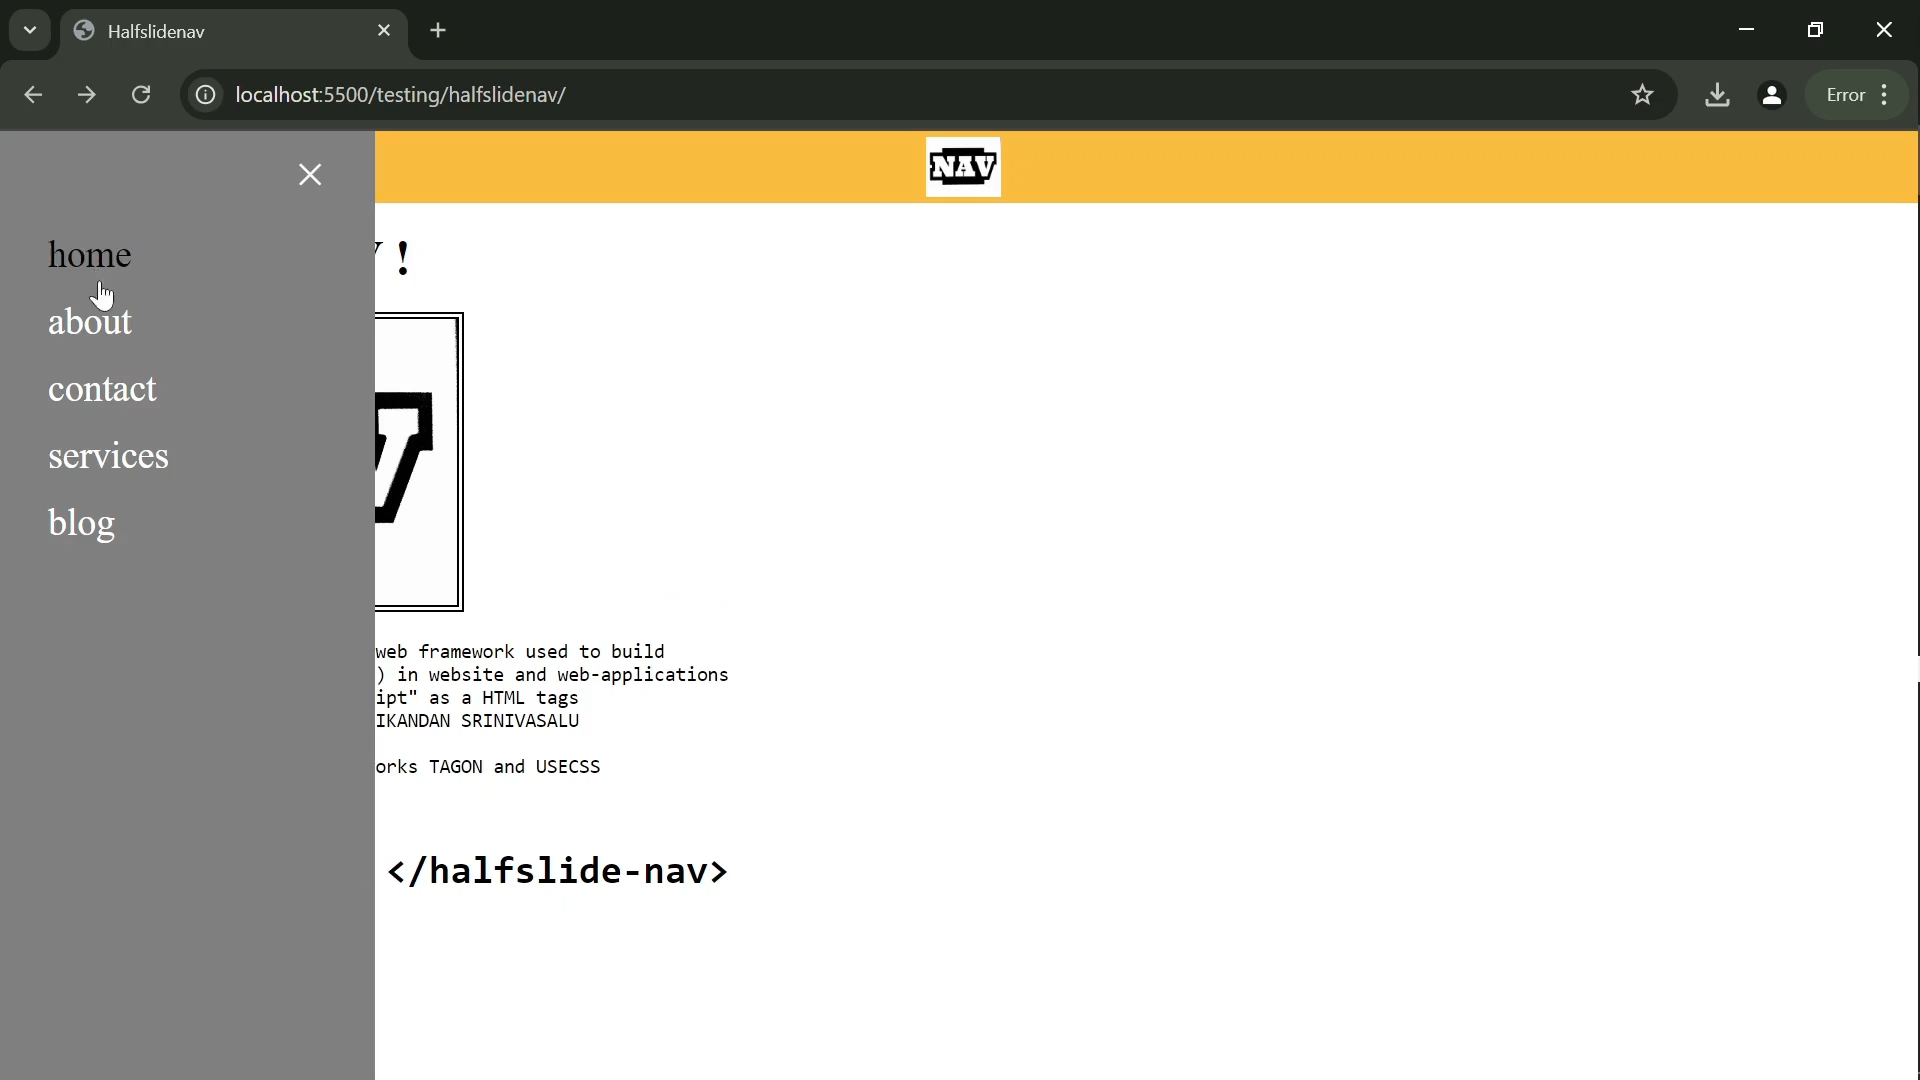 Halfslidenav
localhost:5500/testing/halfslidenav/
Error
NAV
home
!
about
contact
services
blog
V
web framework used to build
) in website and web-applications
ipt" as a HTML tags
IKANDAN SRINIVASALU
orks TAGON and USECSS
</halfslide-nav>